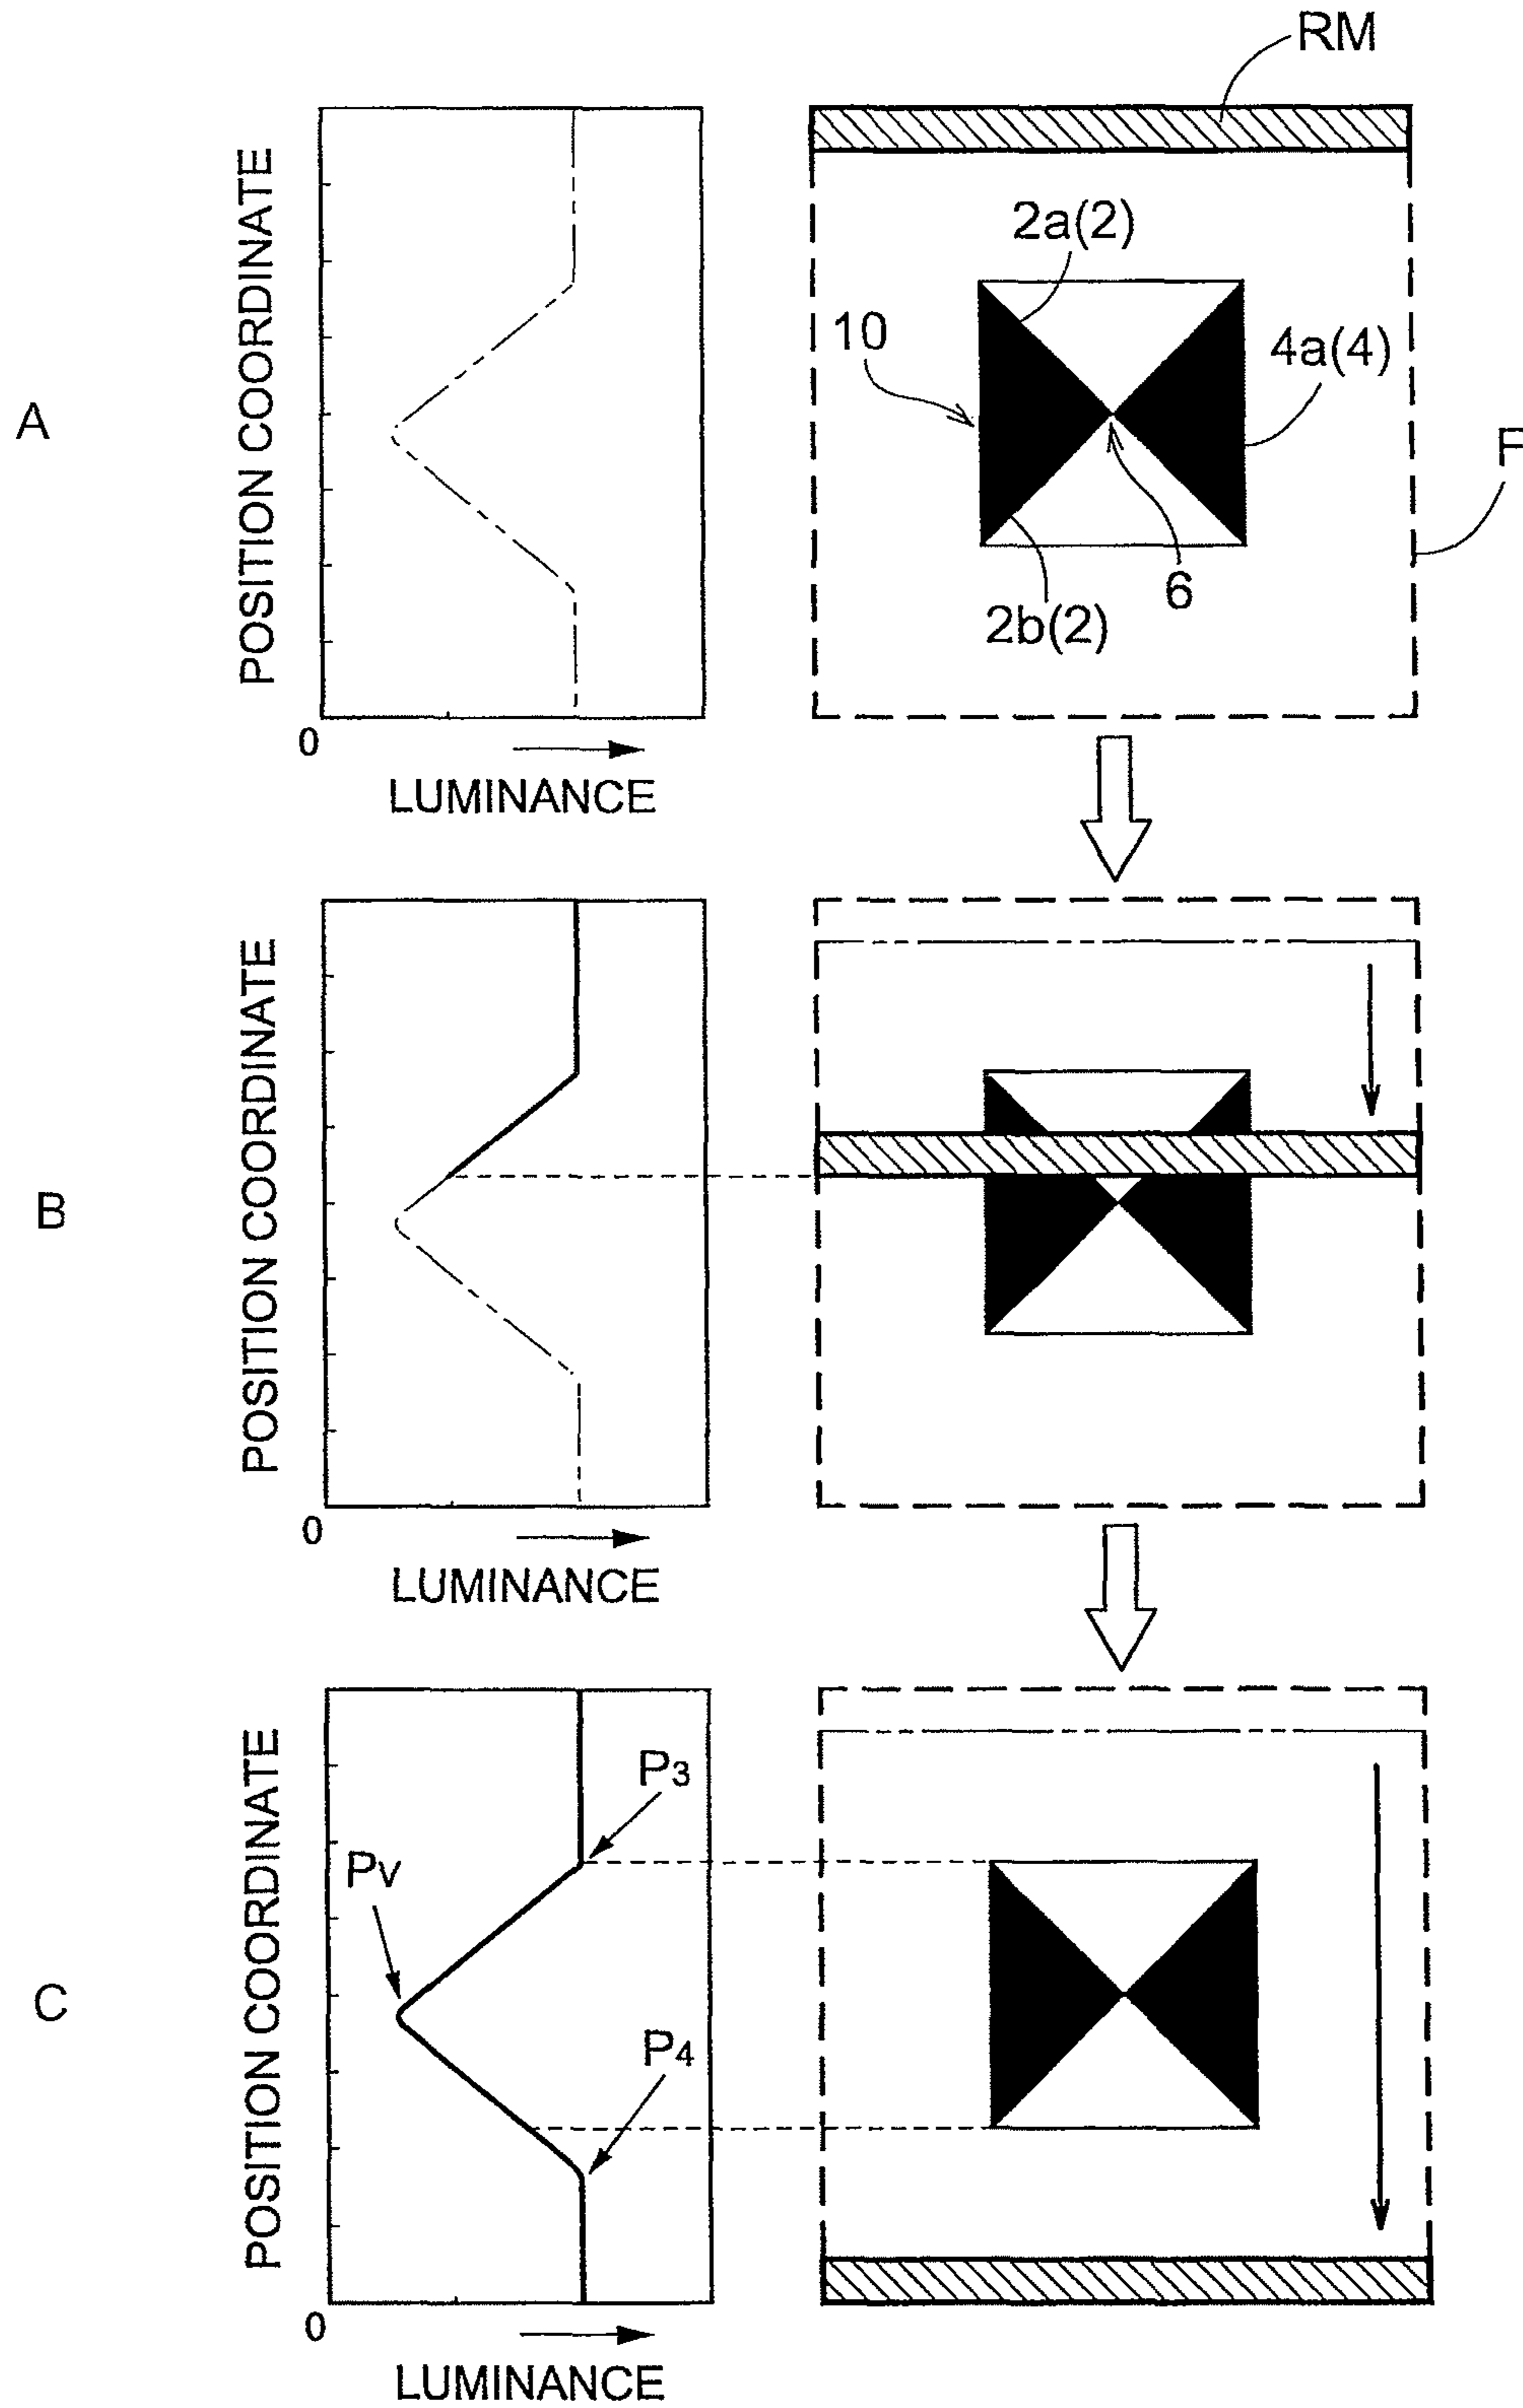 RM
POSITION COORDINATE
2a(2)
10
4a(4)
A
F
6
2b(2)
0
LUMINANCE
POSITION COORDINATE
B
0
LUMINANCE
POSITION COORDINATE
P3
PV
C
P4
0
LUMINANCE